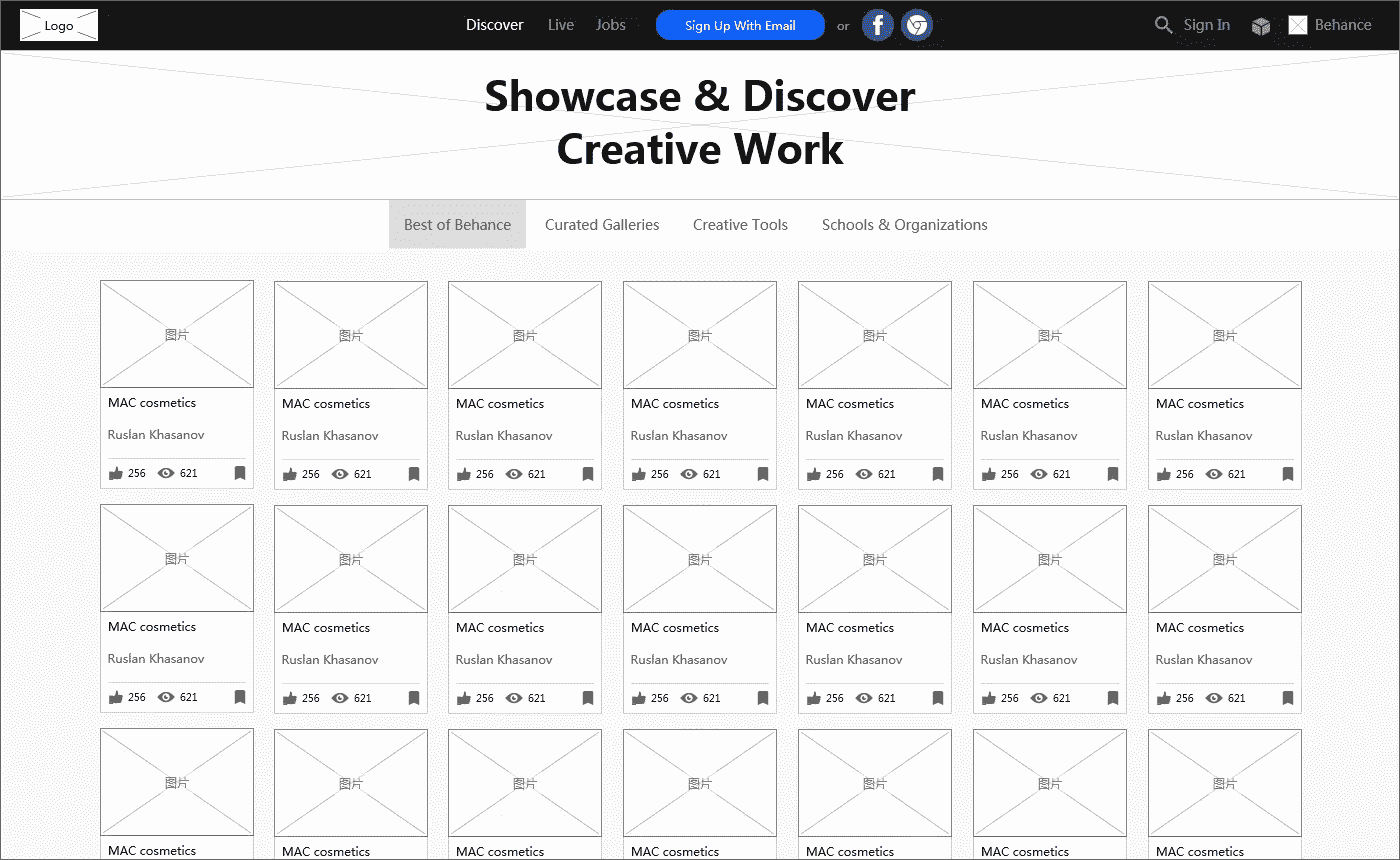 Logo
Discover Live Jobs Sign Up With Email or f Sign In Behance
Showcase & Discover
Creative Work
Best of Behance Curated Galleries Creative Tools Schools & Organizations
图片 图片 图片 图片 图片 图片 图片
MAC cosmetics MAC cosmetics MAC cosmetics MAC cosmetics MAC cosmetics MAC cosmetics MAC cosmetics
Ruslan Khasanov Ruslan Khasanov Ruslan Khasanov Ruslan Khasanov Ruslan Khasanov Ruslan Khasanov Ruslan Khasanov
256 621 256 621 256 621 256 621 256 621 256 621 256 621
图片 图片 图片 图片 图片 图片 图片
MAC cosmetics MAC cosmetics MAC cosmetics MAC cosmetics MAC cosmetics MAC cosmetics MAC cosmetics
Ruslan Khasanov Ruslan Khasanov Ruslan Khasanov Ruslan Khasanov Ruslan Khasanov Ruslan Khasanov Ruslan Khasanov
256 621 256 621 256 621 256 621 256 621 256 621 256 621
图片 图片 图片 图片 图片 图片 图片
MAC cosmetics MAC cosmetics MAC cosmetics MAC cosmetics MAC cosmetics MAC cosmetics MAC cosmetics